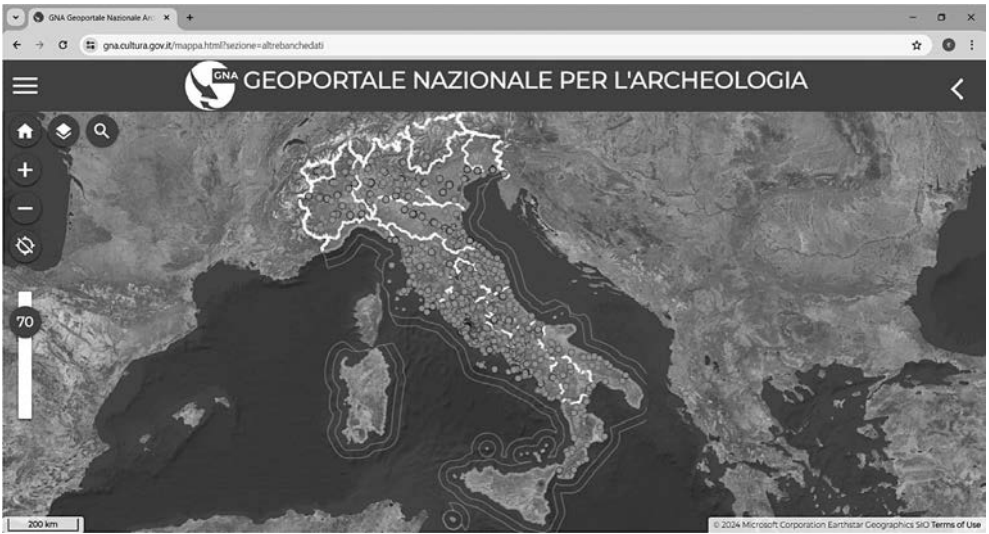 GNA Geoportale Nazionale Arc
gna.cultura.gov.it/mappa.html?sezione=altrebanchedati
GNA GEOPORTALE NAZIONALE PER L'ARCHEOLOGIA
70
200 km
© 2024 Microsoft Corporation Earthstar Geographics SIO Terms of Use